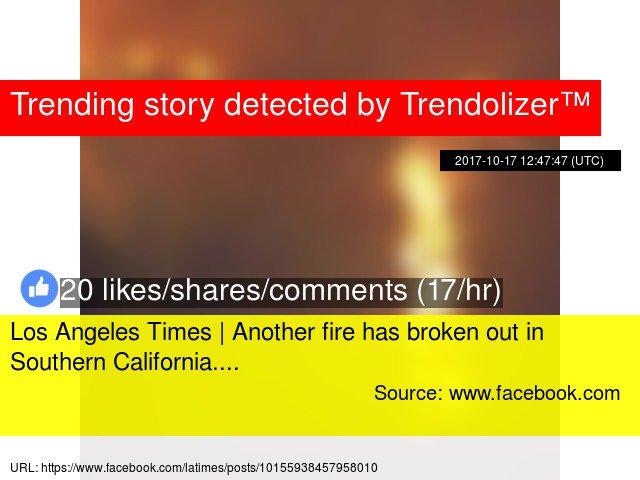 Trending story detected by Trendolizer™
2017-10-17 12:47:47 (UTC)
20 likes/shares/comments (17/hr)
Los Angeles Times | Another fire has broken out in
Southern California....
Source: www.facebook.com
URL: https://www.facebook.com/latimes/posts/10155938457958010